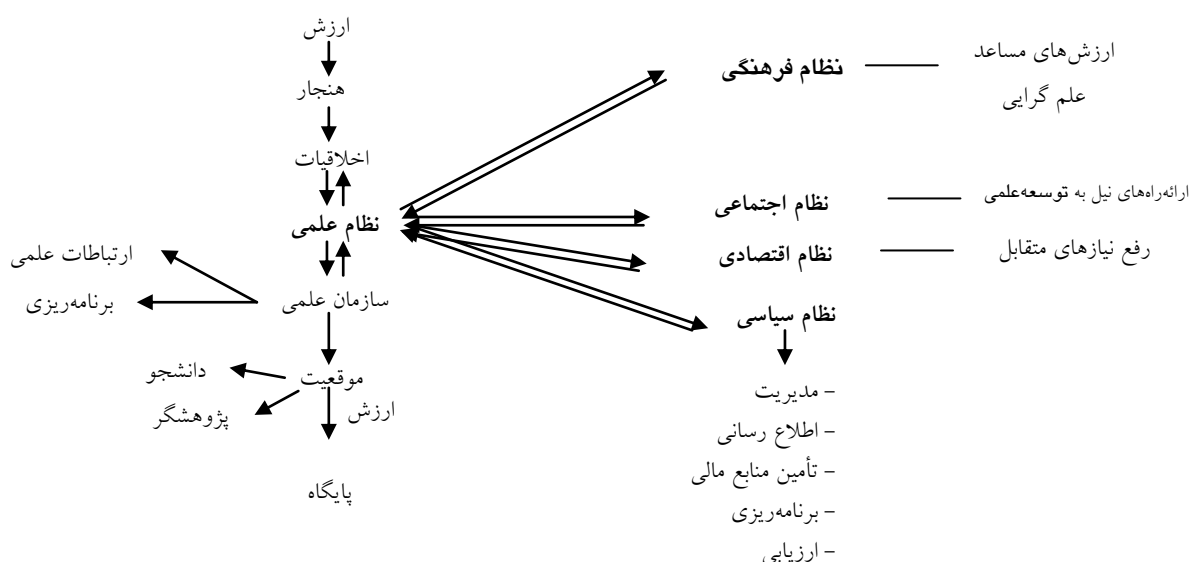 ارزش
هنجار
اخلاقیات
نظام علمی
سازمان علمی
ارتباطات علمی
برنامه‌ریزی
موقعیت
دانشجو
پژوهشگر
ارزش
پایگاه
نظام فرهنگی
ارزش‌های مساعد
علم گرایی
نظام اجتماعی
ارائه‌راه‌های نیل به توسعه‌علمی
نظام اقتصادی
رفع نیازهای متقابل
نظام سیاسی
– مدیریت
– اطلاع رسانی
– تأمین منابع مالی
– برنامه‌ریزی
– ارزیابی